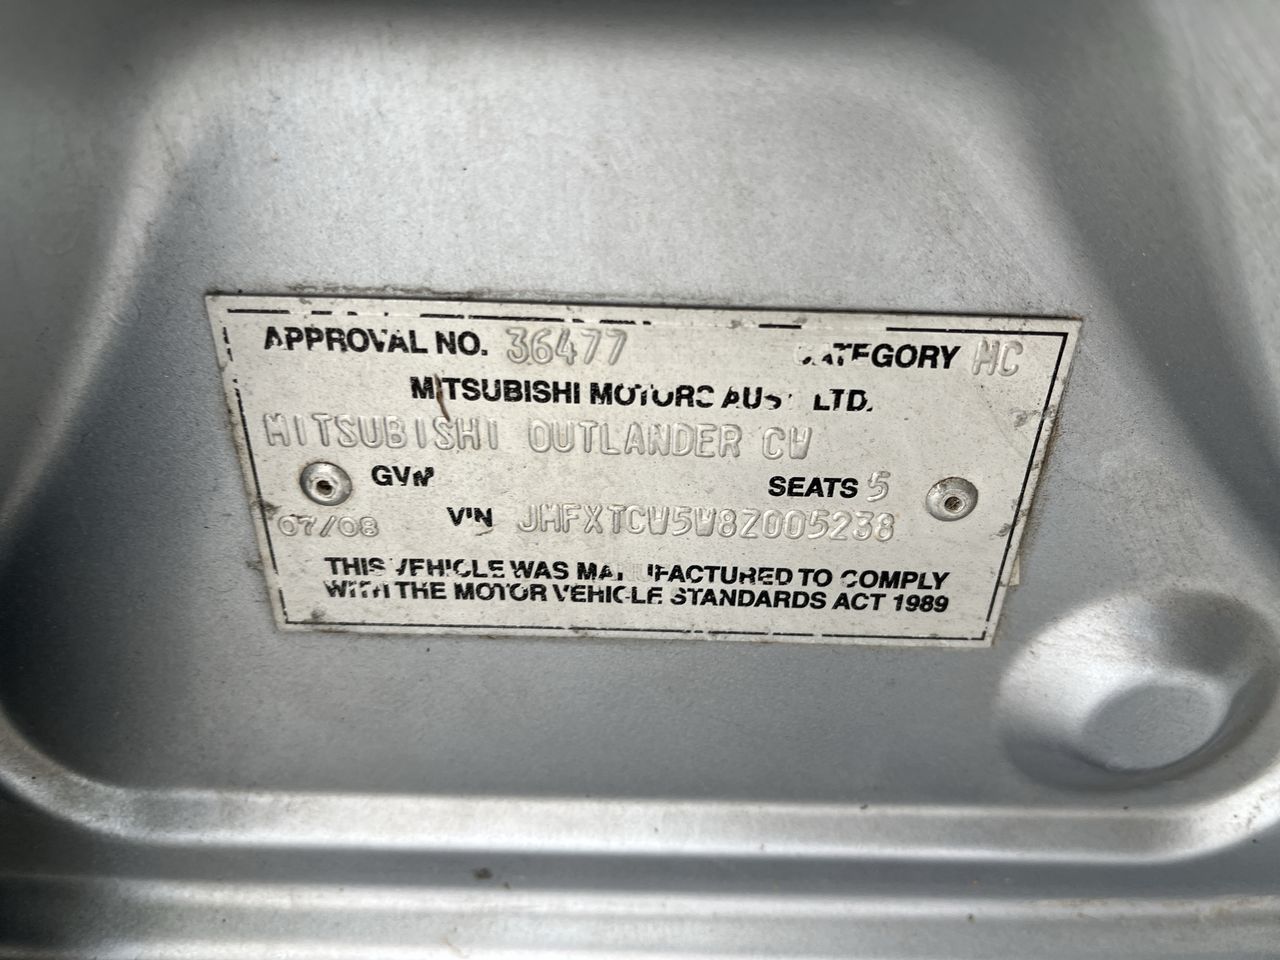 APPROVAL NO. 36477 CATEGORY MC
MITSUBISHI MOTORS AUST LTD.
MITSUBISHI OUTLANDER CW
GVM SEATS 5
07/08 VIN JMFXTCW5W8Z005238
THIS VEHICLE WAS MANUFACTURED TO COMPLY
WITH THE MOTOR VEHICLE STANDARDS ACT 1989